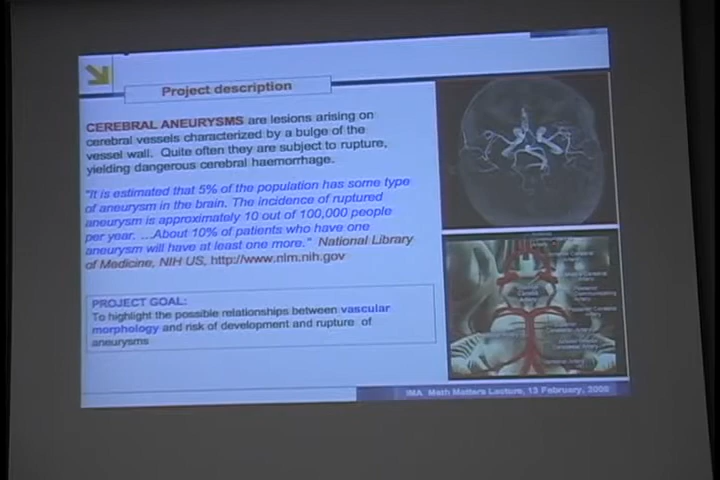 Project description
CEREBRAL ANEURYSMS are lesions arising on
cerebral vessels characterized by a bulge of the
vessel wall. Quite often they are subject to rupture,
yielding dangerous cerebral haemorrhage.
"It is estimated that 5% of the population has some type
of aneurysm in the brain. The incidence of ruptured
aneurysm is approximately 10 out of 100,000 people
per year. ...About 10% of patients who have one
aneurysm will have at least one more." National Library
of Medicine, NIH US, http://www.nlm.nih.gov
PROJECT GOAL:
To highlight the possible relationships between vascular
morphology and risk of development and rupture of
aneurysms
IMA Math Matters Lecture, 13 February, 2008